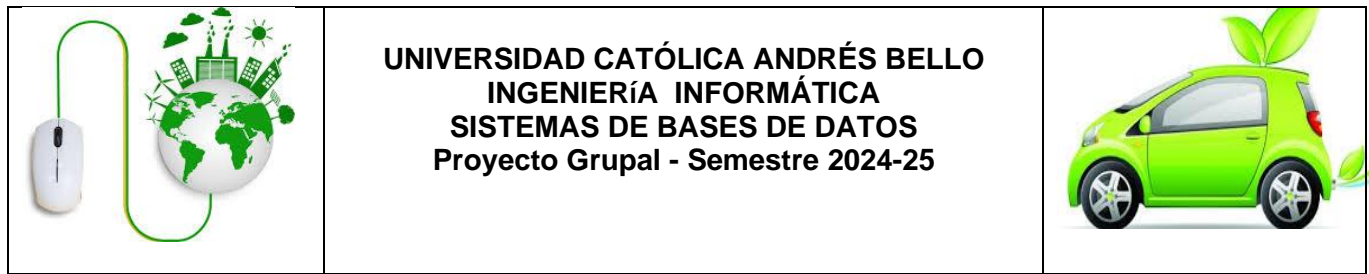 UNIVERSIDAD CATÓLICA ANDRÉS BELLO
INGENIERíA INFORMÁTICA
SISTEMAS DE BASES DE DATOS
Proyecto Grupal - Semestre 2024-25